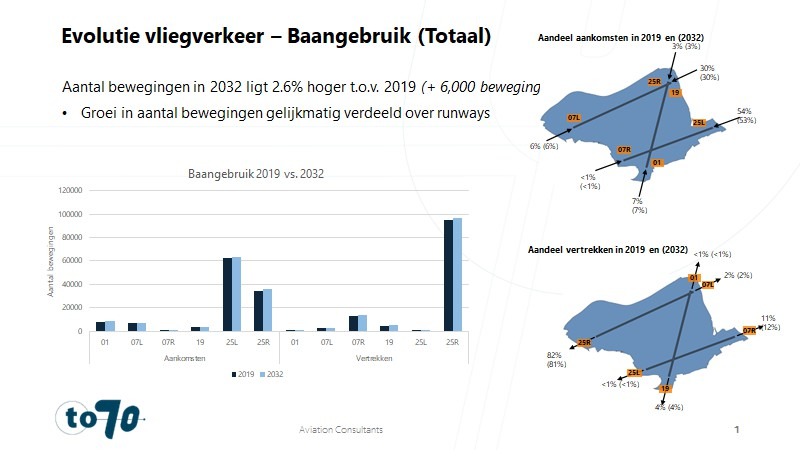 Evolutie vliegverkeer – Baangebruik (Totaal)
Aantal bewegingen in 2032 ligt 2.6% hoger t.o.v. 2019 (+ 6,000 beweging
• Groei in aantal bewegingen gelijkmatig verdeeld over runways
Baangebruik 2019 vs. 2032
Aantal bewegingen
120000
100000
80000
60000
40000
20000
0
01 07L 07R 19 25L 25R 01 07L 07R 19 25L 25R
Aankomsten Vertrekken
2019 2032
Aandeel aankomsten in 2019 en (2032)
3% (3%)
25R
30%
(30%)
19
54%
(53%)
25L
07L
6% (6%)
07R
<1%
(<1%)
01
7%
(7%)
Aandeel vertrekken in 2019 en (2032)
<1% (<1%)
01
2% (2%)
07L
11%
(12%)
07R
25R
82%
(81%)
25L
<1% (<1%)
19
4% (4%)
to70
Aviation Consultants
1